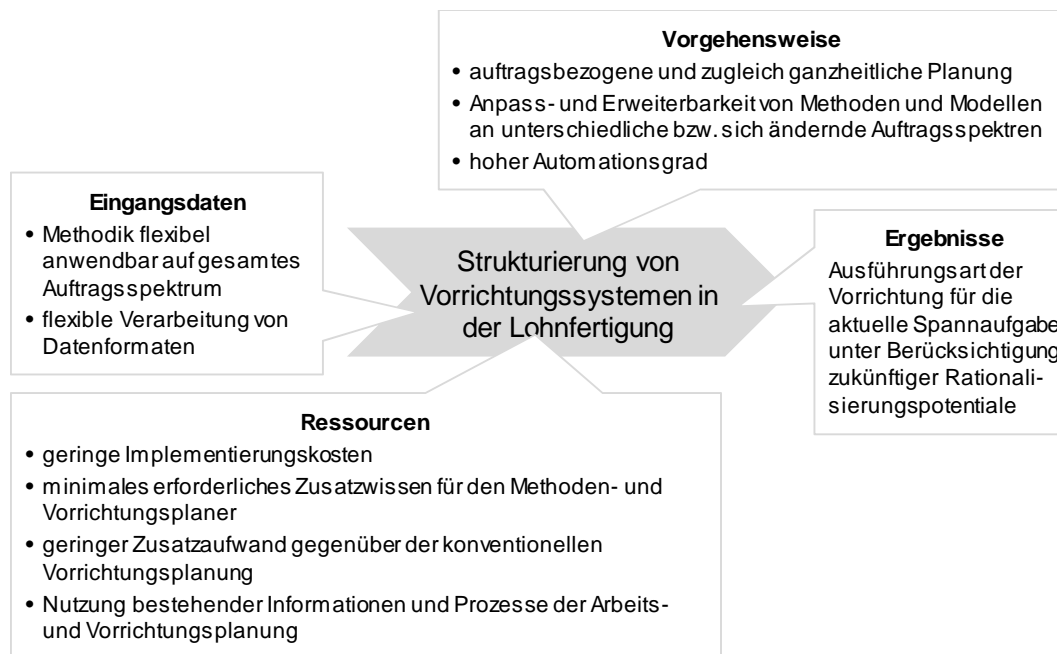 Vorgehensweise
• auftragsbezogene und zugleich ganzheitliche Planung
• Anpass- und Erweiterbarkeit von Methoden und Modellen
an unterschiedliche bzw. sich ändernde Auftragsspektren
• hoher Automationsgrad
Eingangsdaten
• Methodik flexibel
anwendbar auf gesamtes
Auftragsspektrum
• flexible Verarbeitung von
Datenformaten
Strukturierung von
Vorrichtungssystemen in
der Lohnfertigung
Ergebnisse
Ausführungsart der
Vorrichtung für die
aktuelle Spannaufgabe
unter Berücksichtigung
zukünftiger Rationali-
sierungspotentiale
Ressourcen
• geringe Implementierungskosten
• minimales erforderliches Zusatzwissen für den Methoden- und
Vorrichtungsplaner
• geringer Zusatzaufwand gegenüber der konventionellen
Vorrichtungsplanung
• Nutzung bestehender Informationen und Prozesse der Arbeits-
und Vorrichtungsplanung